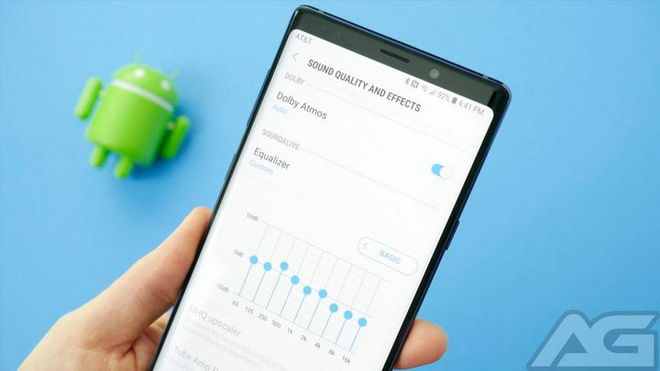 AT&T
92% 4:41 PM
SOUND QUALITY AND EFFECTS
DOLBY
Dolby Atmos
Auto
SOUNDALIVE
Equalizer
Custom
BASIC
10dB
0dB
10dB
63 125 250 500 1k 2k 4k 8k 16k
UHQ upscaler
Tube Amp
AG